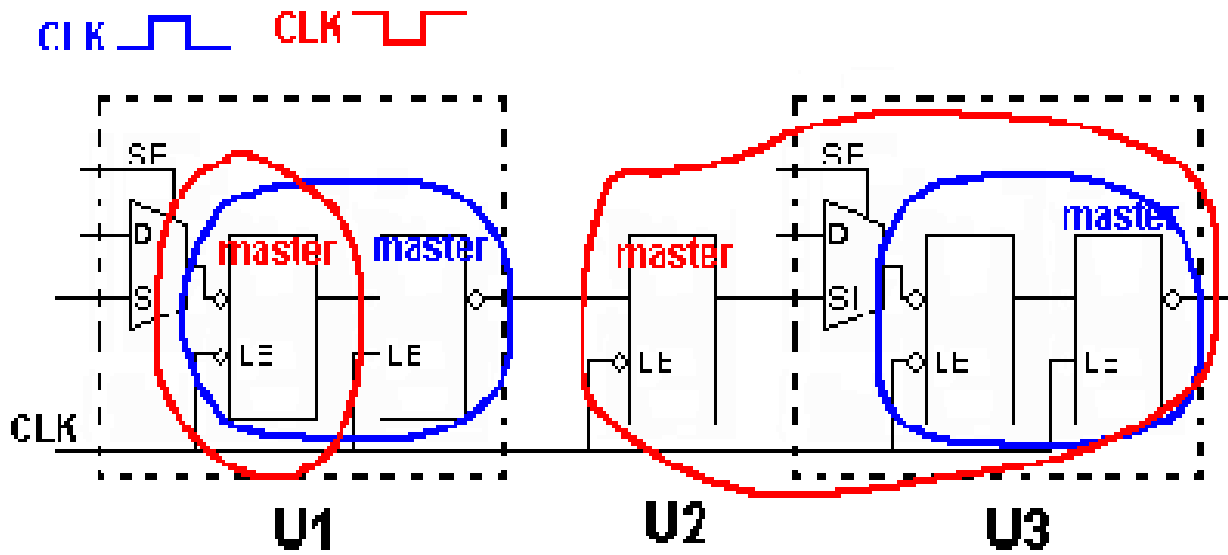 CLK CLK
SE SE
D master master master D master
SI SI
LE LE LE LE LE
CLK
U1 U2 U3